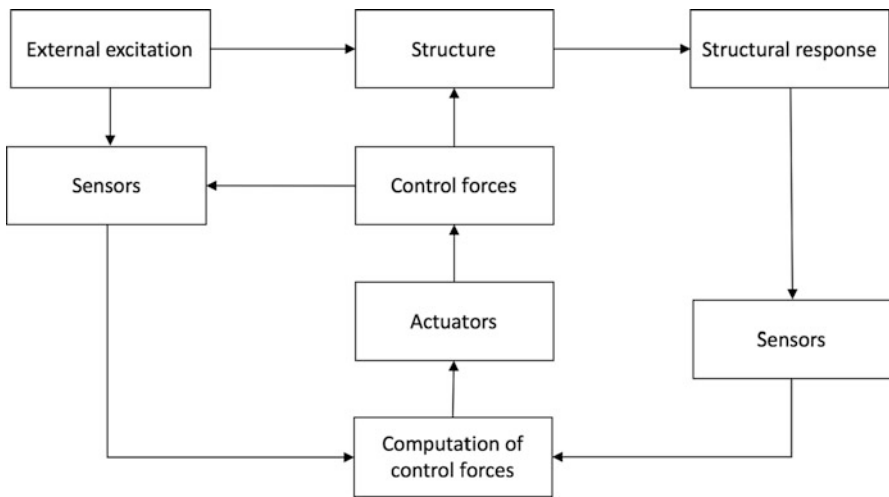 External excitation
Structure
Structural response
Sensors
Control forces
Actuators
Sensors
Computation of
control forces